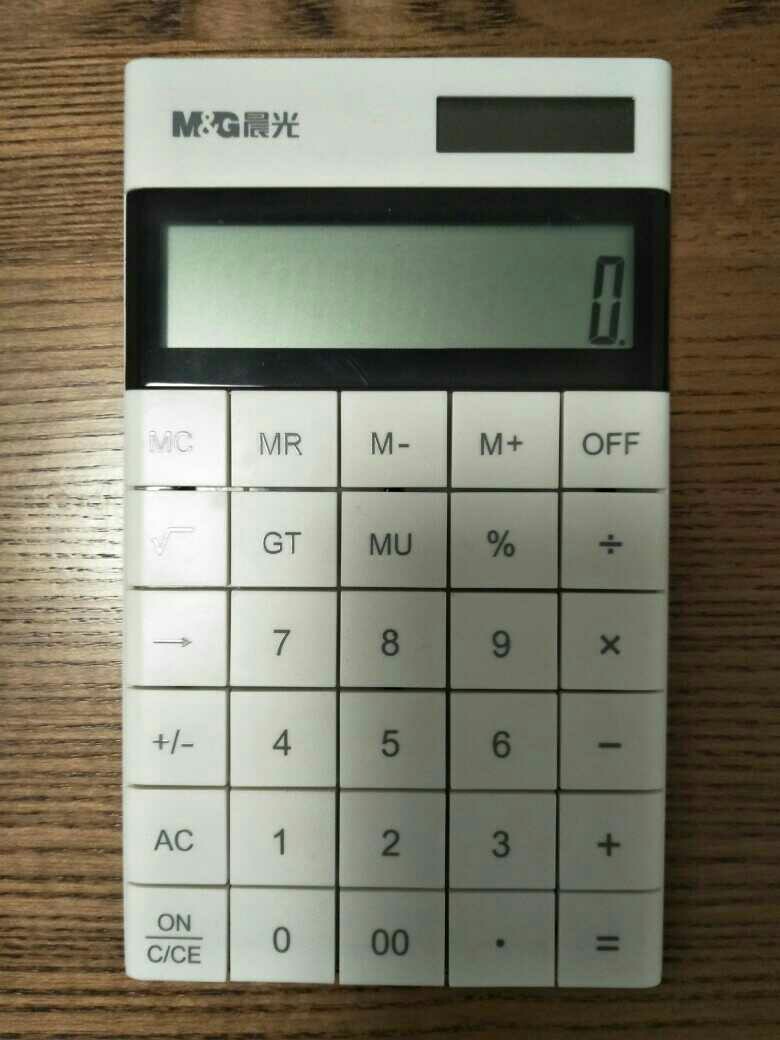 M&G晨光
0.
MC MR M- M+ OFF
√ GT MU % ÷
→ 7 8 9 ×
+/- 4 5 6 -
AC 1 2 3 +
ON
C/CE 0 00 . =